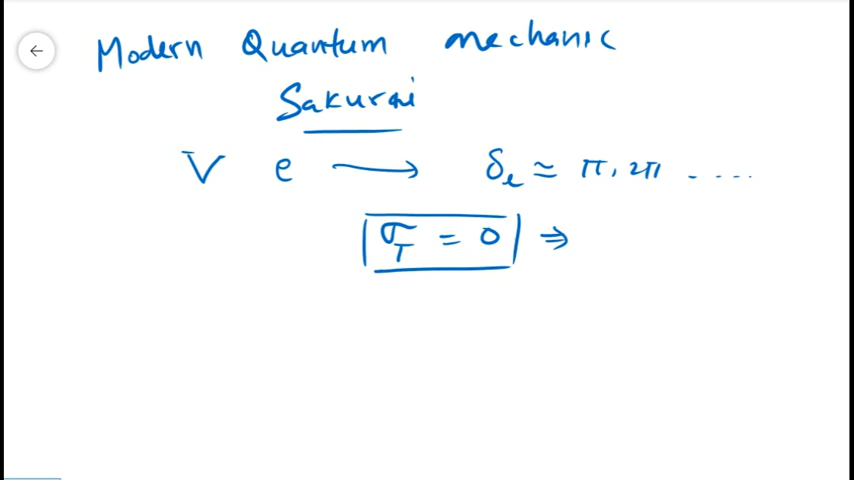 Modern Quantum mechanic
Sakurai
V e ⟶ δₑ ≃ π, 2π .....
σ_T = 0 ⇒